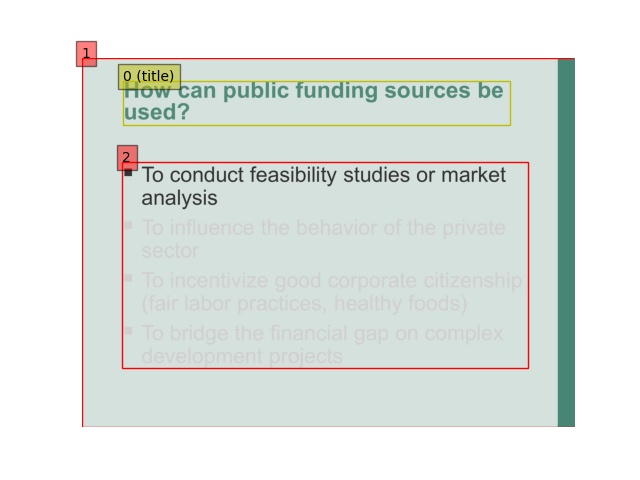 1
0 (title)
How can public funding sources be
used?
2
To conduct feasibility studies or market
analysis
To influence the behavior of the private
sector
To incentivize good corporate citizenship
(fair labor practices, healthy foods)
To bridge the financial gap on complex
development projects